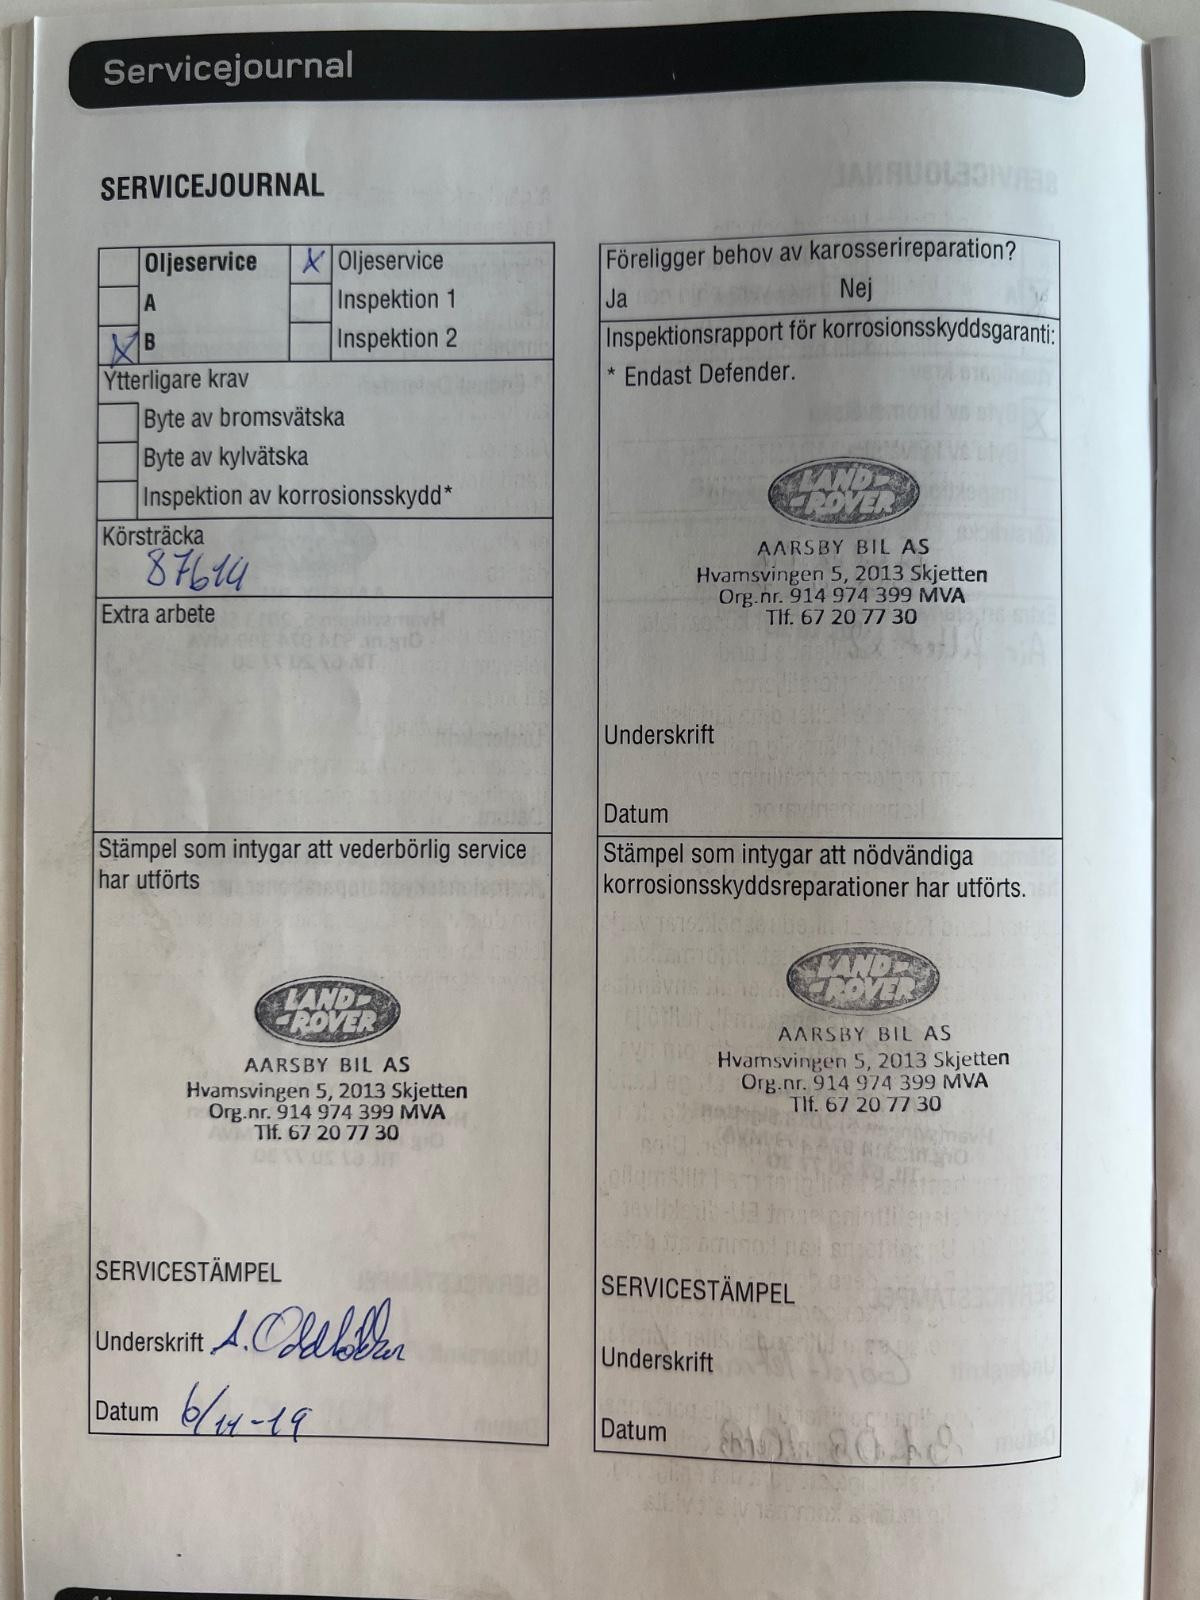 Servicejournal
SERVICEJOURNAL
Oljeservice
X Oljeservice
A
Inspektion 1
X B
Inspektion 2
Ytterligare krav
Byte av bromsvätska
Byte av kylvätska
Inspektion av korrosionsskydd*
Körsträcka
87614
Extra arbete
Stämpel som intygar att vederbörlig service
har utförts
LAND-
-ROVER
AARSBY BIL AS
Hvamsvingen 5, 2013 Skjetten
Org.nr. 914 974 399 MVA
Tlf. 67 20 77 30
SERVICESTÄMPEL
Underskrift
Datum 6/11-19
Föreligger behov av karosserireparation?
Ja Nej
Inspektionsrapport för korrosionsskyddsgaranti:
* Endast Defender.
LAND-
-ROVER
AARSBY BIL AS
Hvamsvingen 5, 2013 Skjetten
Org.nr. 914 974 399 MVA
Tlf. 67 20 77 30
Underskrift
Datum
Stämpel som intygar att nödvändiga
korrosionsskyddsreparationer har utförts.
LAND-
-ROVER
AARSBY BIL AS
Hvamsvingen 5, 2013 Skjetten
Org.nr. 914 974 399 MVA
Tlf. 67 20 77 30
SERVICESTÄMPEL
Underskrift
Datum